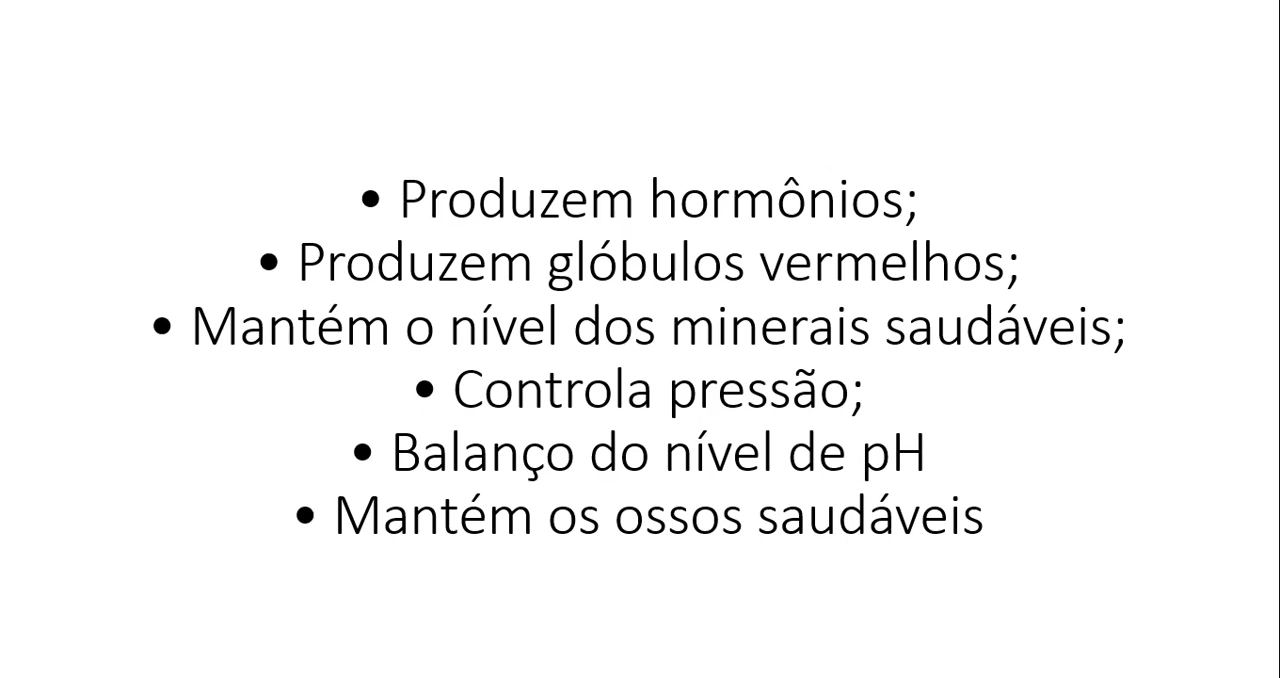 • Produzem hormônios;
• Produzem glóbulos vermelhos;
• Mantém o nível dos minerais saudáveis;
• Controla pressão;
• Balanço do nível de pH
• Mantém os ossos saudáveis